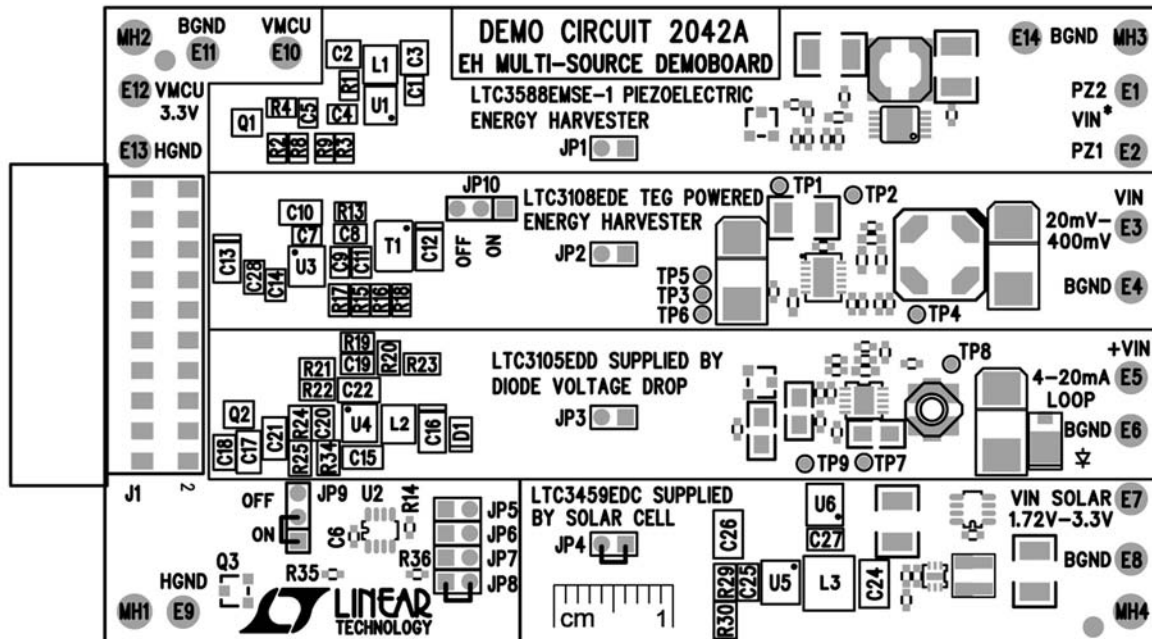 DEMO CIRCUIT 2042A
EH MULTI-SOURCE DEMOBOARD
MH2
BGND
E11
VMCU
E10
E12
VMCU
3.3V
E13
HGND
C2
L1
C3
R1
U1
C1
R4
C5
C4
Q1
R2
R8
R9
R3
LTC3588EMSE-1 PIEZOELECTRIC
ENERGY HARVESTER
JP1
E14
BGND
MH3
PZ2
E1
VIN*
PZ1
E2
JP10
OFF
ON
C10
R13
C7
C8
T1
C12
C13
C28
C14
U3
C9
C11
R17
R15
R16
R18
LTC3108EDE TEG POWERED
ENERGY HARVESTER
JP2
TP1
TP2
TP5
TP3
TP6
TP4
VIN
E3
20mV-
400mV
BGND
E4
R19
C19
R20
R21
R23
R22
C22
Q2
R24
C20
U4
L2
C16
D1
C18
C17
C21
R25
R34
C15
LTC3105EDD SUPPLIED BY
DIODE VOLTAGE DROP
JP3
TP8
TP9
TP7
+VIN
E5
4-20mA
LOOP
BGND
E6
J1
2
OFF
JP9
ON
U2
R14
C6
R35
R36
JP5
JP6
JP7
JP8
Q3
HGND
MH1
E9
LINEAR
TECHNOLOGY
LTC3459EDC SUPPLIED
BY SOLAR CELL
JP4
cm
1
C26
U6
C27
R29
C25
U5
L3
C24
R30
VIN SOLAR
E7
1.72V-3.3V
BGND
E8
MH4